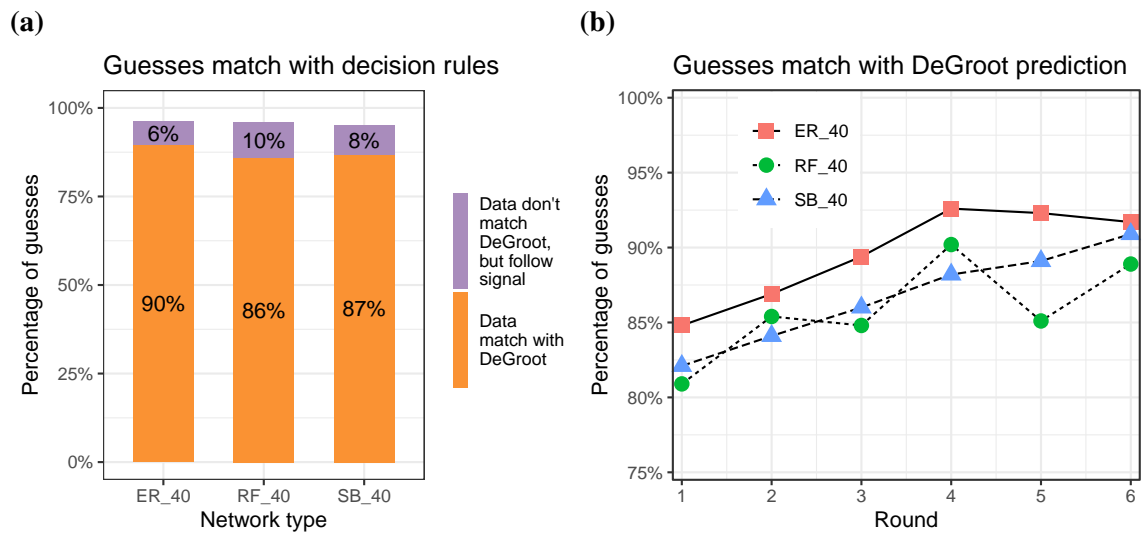 (a)
Guesses match with decision rules
Percentage of guesses
100%
75%
50%
25%
0%
6%
10%
8%
90%
86%
87%
ER_40
RF_40
SB_40
Network type
Data don't
match
DeGroot,
but follow
signal
Data
match with
DeGroot
(b)
Guesses match with DeGroot prediction
Percentage of guesses
100%
95%
90%
85%
80%
75%
ER_40
RF_40
SB_40
1
2
3
4
5
6
Round